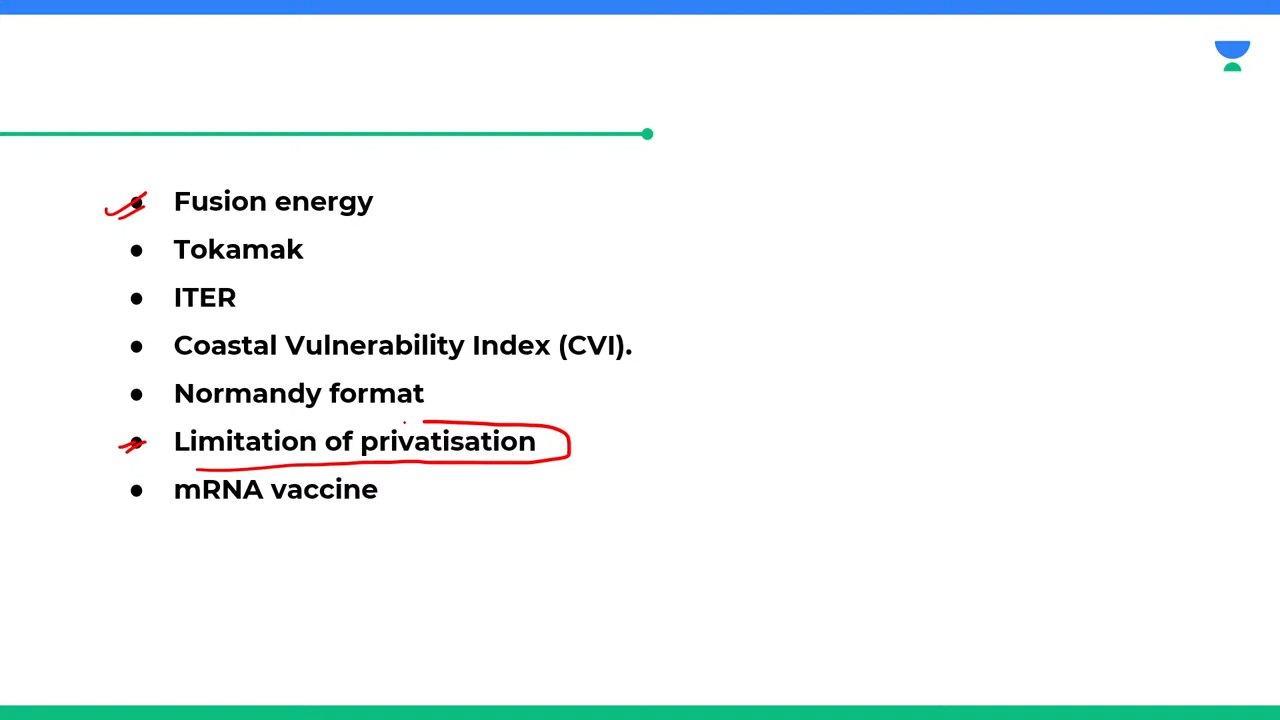 Fusion energy
Tokamak
ITER
Coastal Vulnerability Index (CVI).
Normandy format
Limitation of privatisation
mRNA vaccine